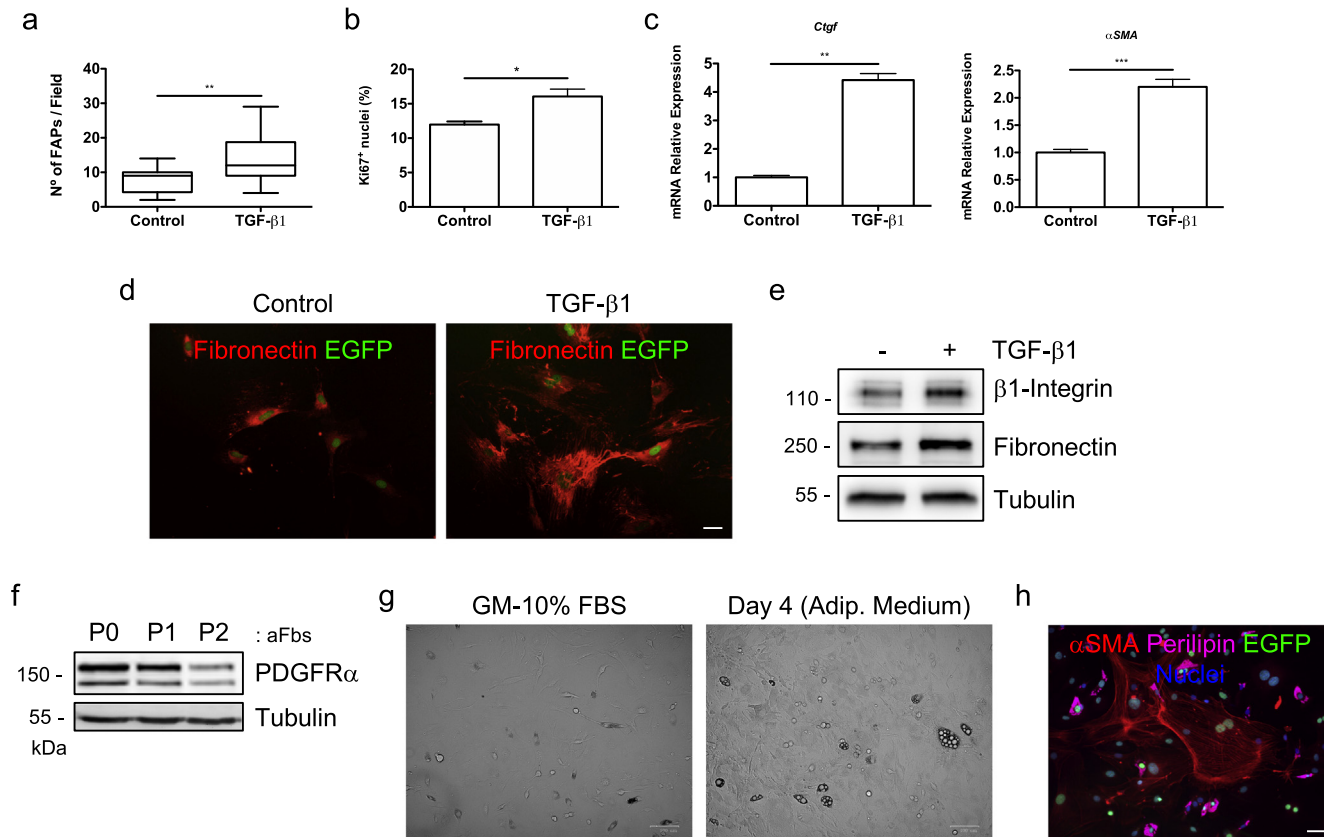 a
Nº of FAPs / Field
40
30
20
10
0
**
Control
TGF-β1
b
Ki67⁺ nuclei (%)
20
15
10
5
0
*
Control
TGF-β1
c
Ctgf
mRNA Relative Expression
5
4
3
2
1
0
**
Control
TGF-β1
αSMA
mRNA Relative Expression
2.5
2.0
1.5
1.0
0.5
0.0
***
Control
TGF-β1
d
Control
TGF-β1
Fibronectin EGFP
Fibronectin EGFP
e
- + TGF-β1
110 - β1-Integrin
250 - Fibronectin
55 - Tubulin
f
P0 P1 P2 : aFbs
150 - PDGFRα
55 - Tubulin
kDa
g
GM-10% FBS
Day 4 (Adip. Medium)
h
αSMA Perilipin EGFP
Nuclei